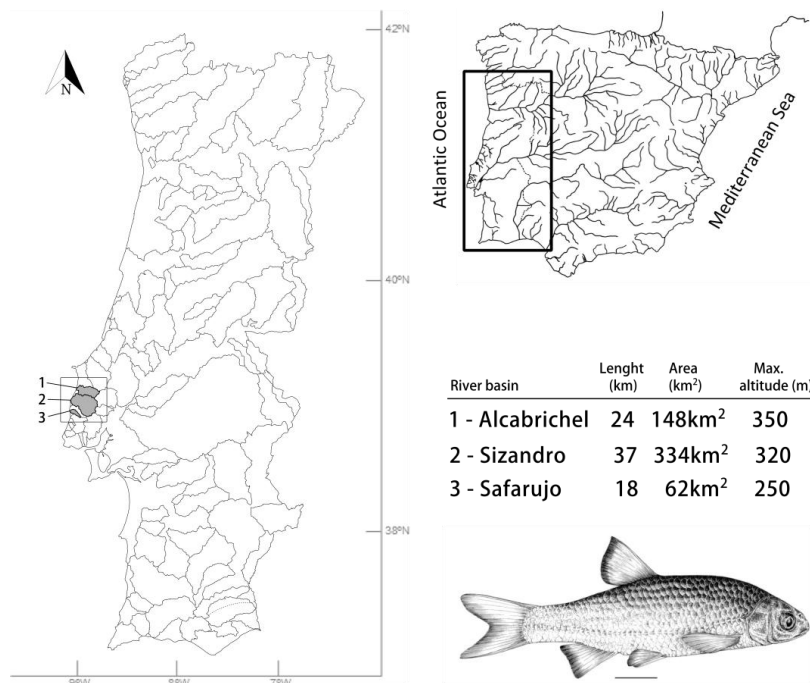 42ºN
N
Atlantic Ocean
Mediterranean Sea
40ºN
1
2
3
River basin Lenght (km) Area (km²) Max. altitude (m)
1 - Alcabrichel 24 148km² 350
2 - Sizandro 37 334km² 320
3 - Safarujo 18 62km² 250
38ºN